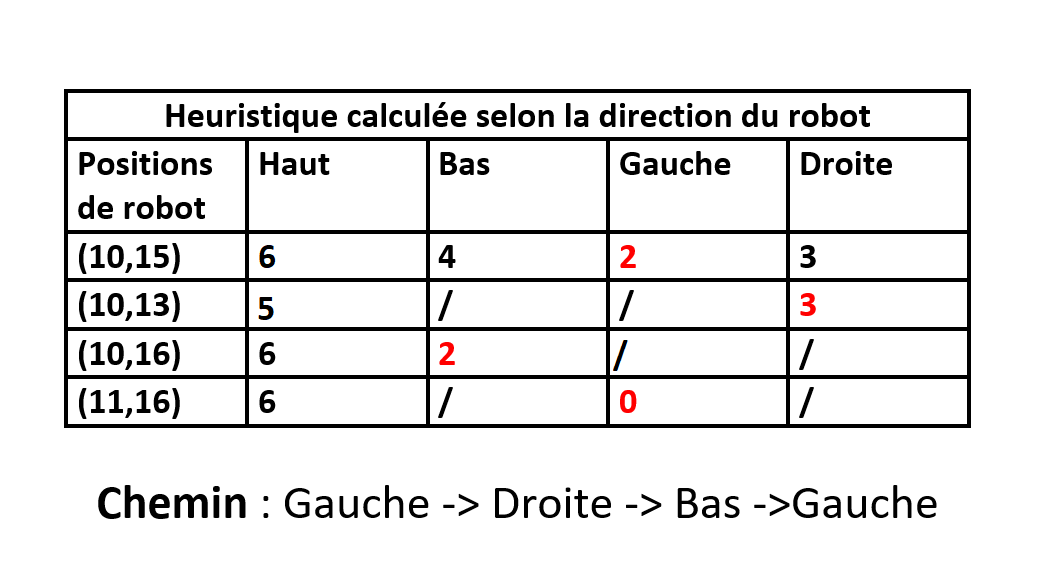 Heuristique calculée selon la direction du robot
Positions de robot Haut Bas Gauche Droite
(10,15) 6 4 2 3
(10,13) 5 / / 3
(10,16) 6 2 / /
(11,16) 6 / 0 /
Chemin : Gauche -> Droite -> Bas ->Gauche